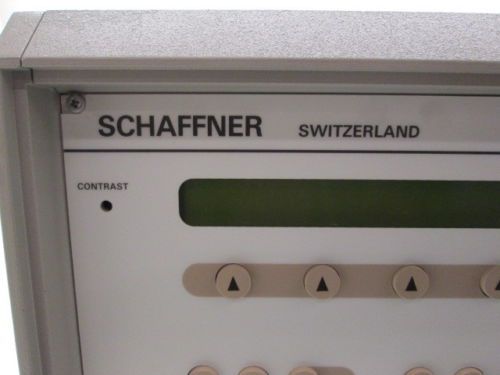 SCHAFFNER SWITZERLAND
CONTRAST